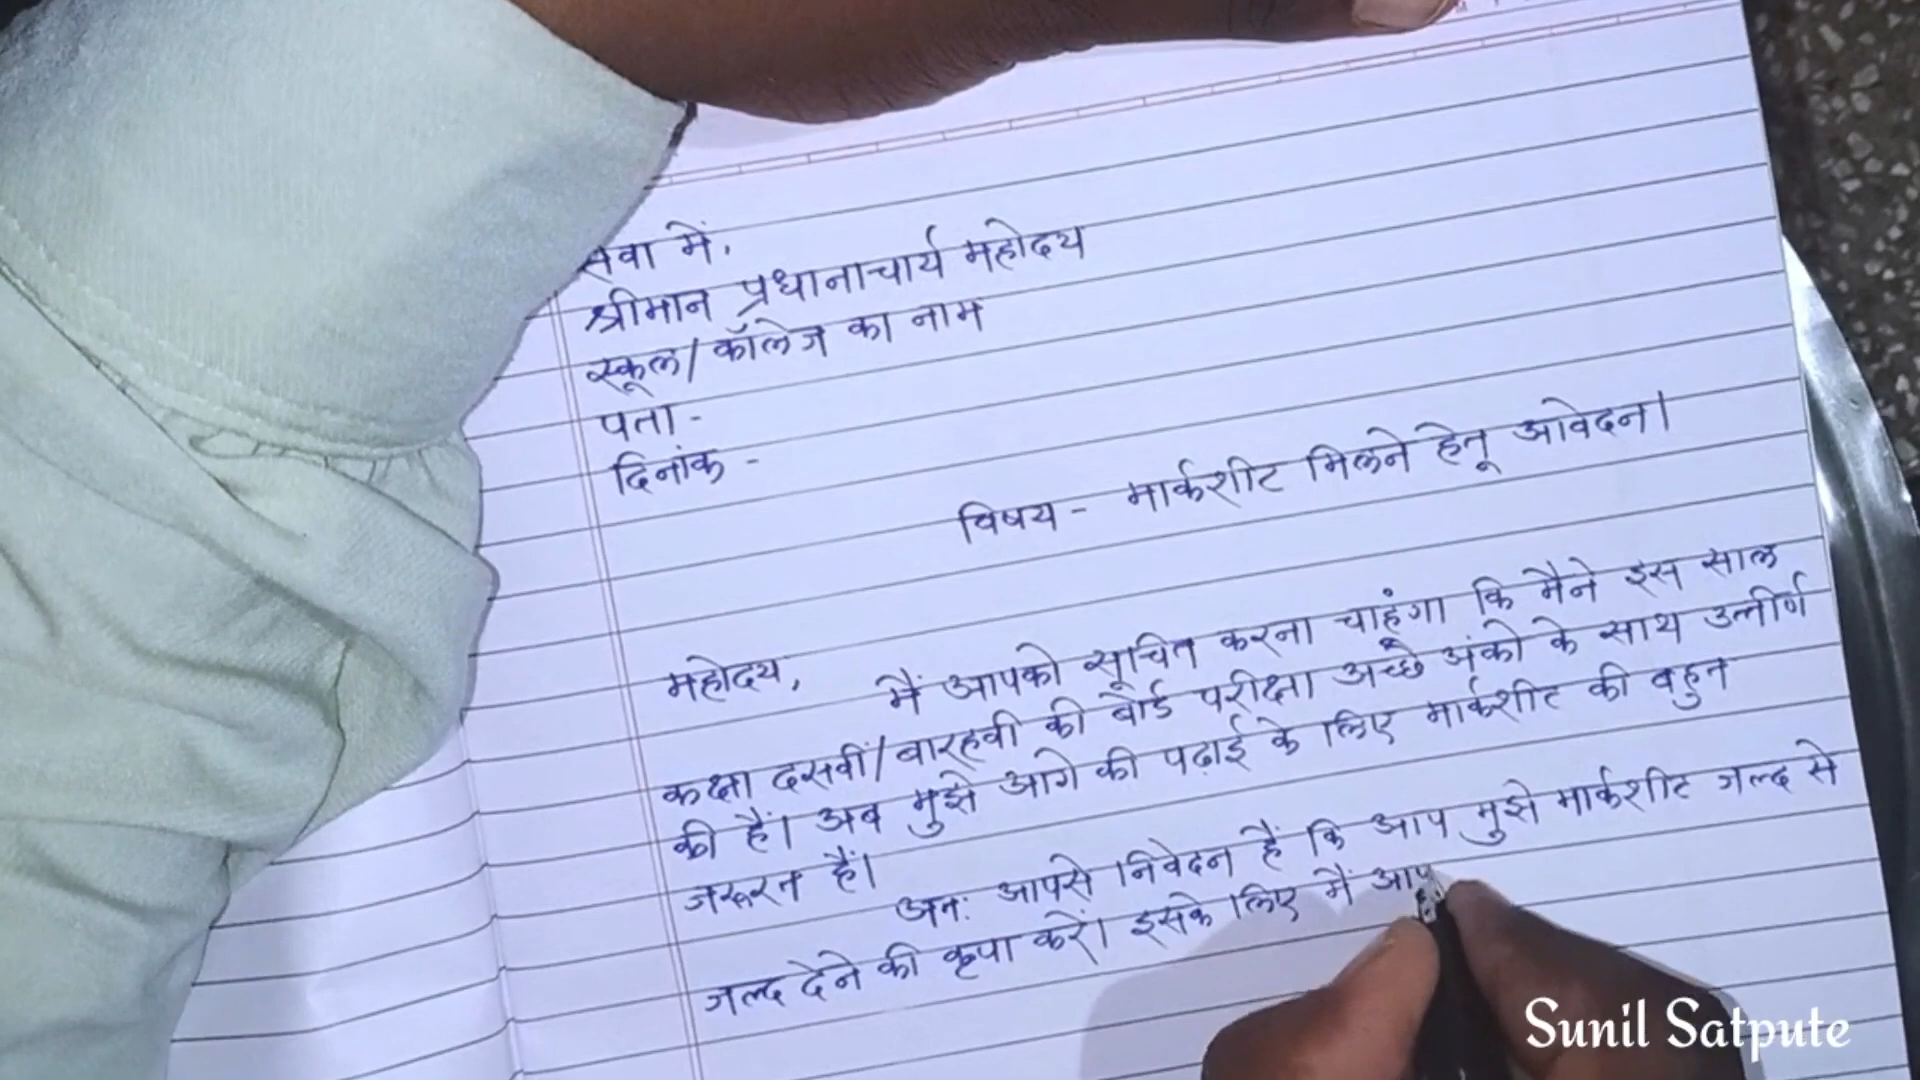 सेवा में,
श्रीमान प्रधानाचार्य महोदय
स्कूल/कॉलेज का नाम
पता-
दिनांक -
विषय - मार्कशीट मिलने हेतू आवेदन।
महोदय,
मैं आपको सूचित करना चाहूंगा कि मैने इस साल
कक्षा दसवीं/बारहवी की बोर्ड परीक्षा अच्छे अंको के साथ उत्तीर्ण
की हैं। अब मुझे आगे की पढ़ाई के लिए मार्कशीट की बहुत
जरूरत हैं।
अतः आपसे निवेदन हैं कि आप मुझे मार्कशीट जल्द से
जल्द देने की कृपा करें। इसके लिए मैं आप
Sunil Satpute